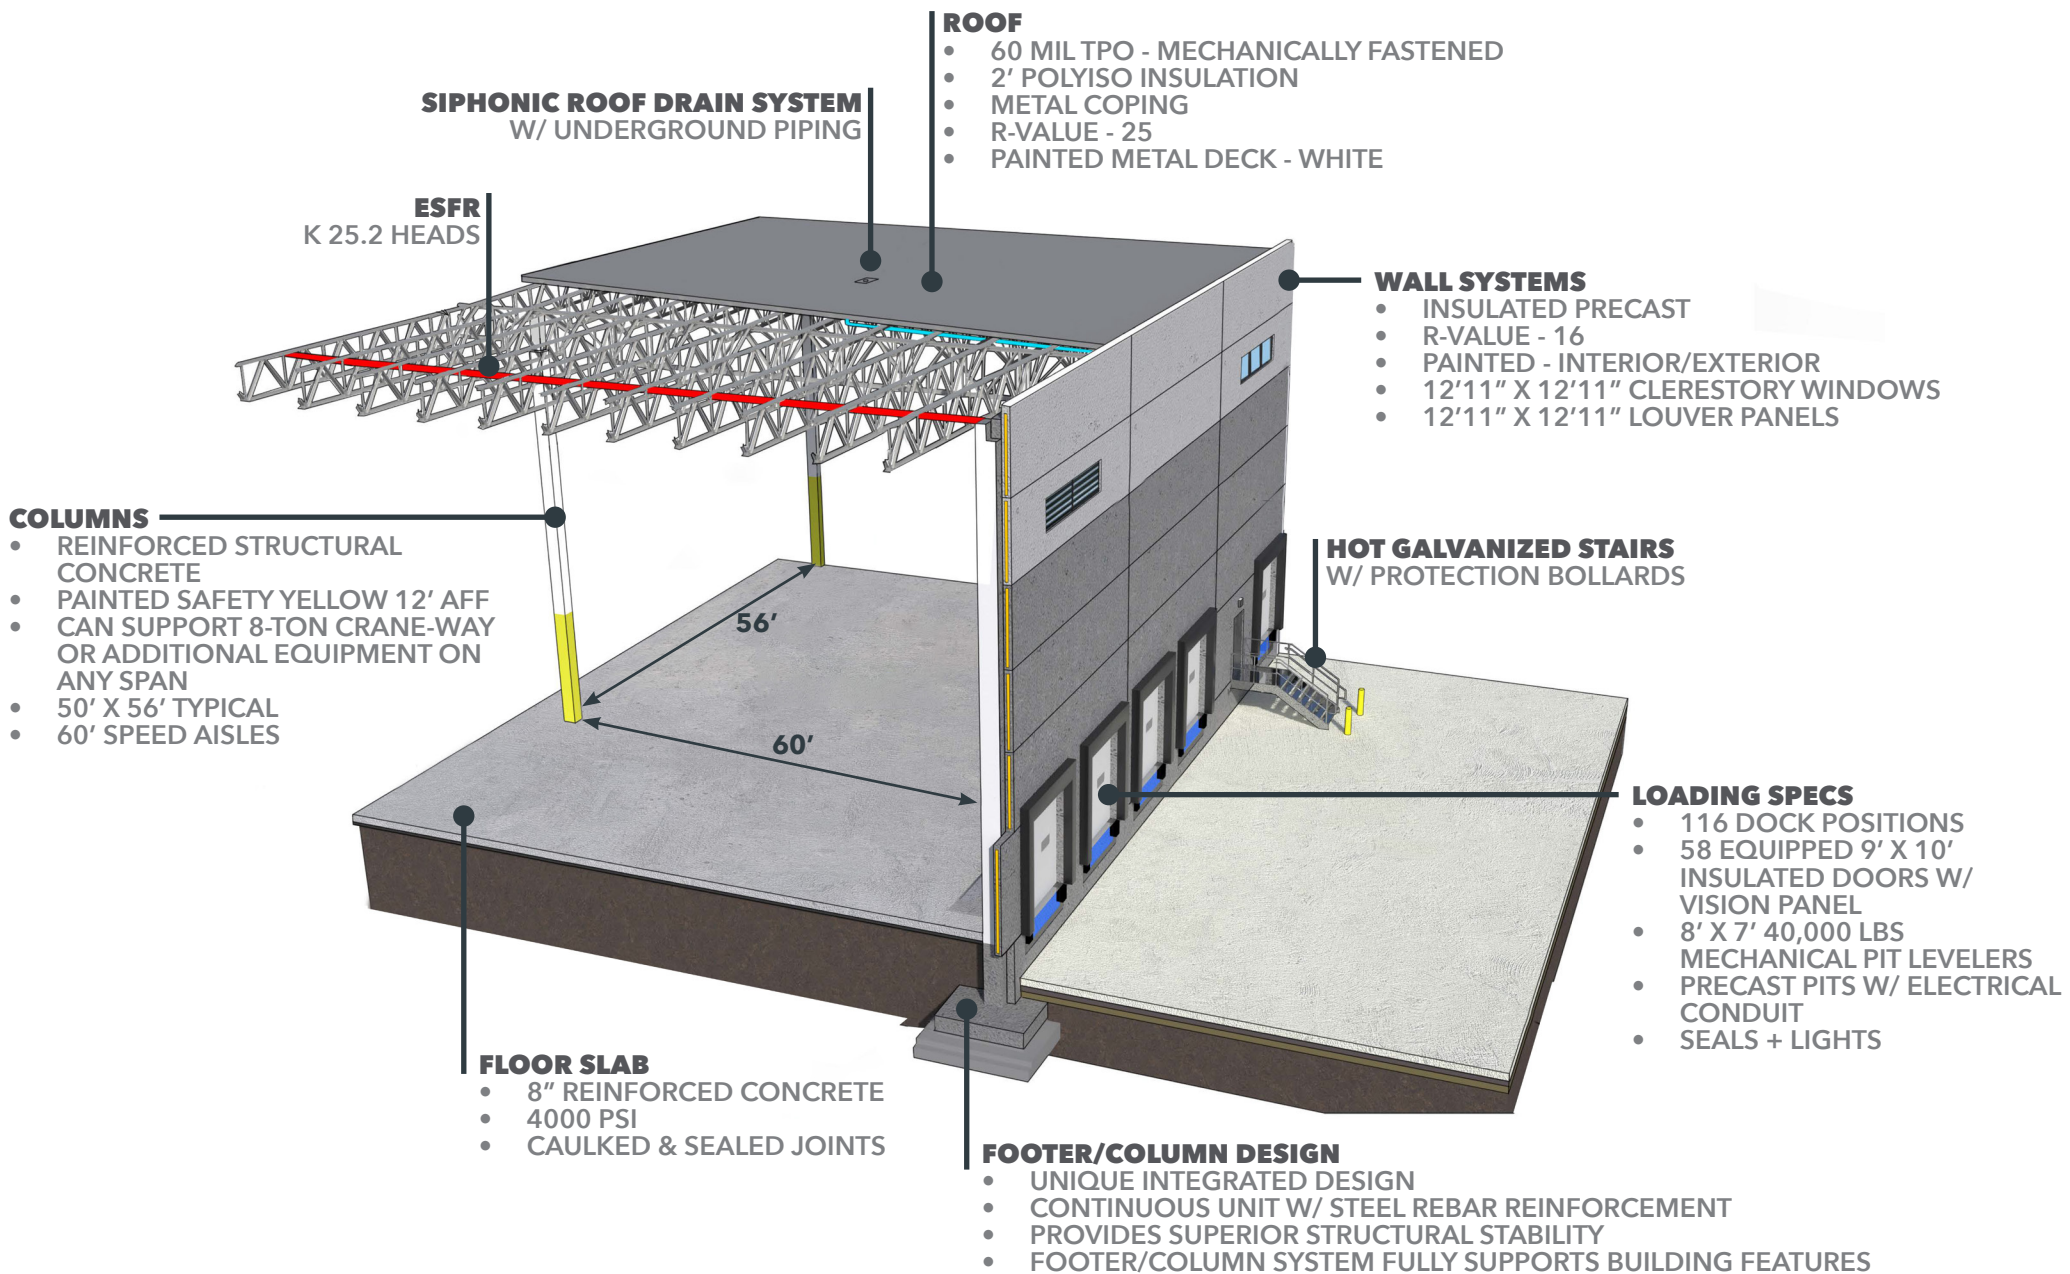 ROOF
• 60 MIL TPO - MECHANICALLY FASTENED
• 2′ POLYISO INSULATION
• METAL COPING
• R-VALUE - 25
• PAINTED METAL DECK - WHITE
SIPHONIC ROOF DRAIN SYSTEM
W/ UNDERGROUND PIPING
ESFR
K 25.2 HEADS
WALL SYSTEMS
• INSULATED PRECAST
• R-VALUE - 16
• PAINTED - INTERIOR/EXTERIOR
• 12′11″ X 12′11″ CLERESTORY WINDOWS
• 12′11″ X 12′11″ LOUVER PANELS
COLUMNS
• REINFORCED STRUCTURAL
CONCRETE
• PAINTED SAFETY YELLOW 12′ AFF
• CAN SUPPORT 8-TON CRANE-WAY
OR ADDITIONAL EQUIPMENT ON
ANY SPAN
• 50′ X 56′ TYPICAL
• 60′ SPEED AISLES
56′
60′
HOT GALVANIZED STAIRS
W/ PROTECTION BOLLARDS
LOADING SPECS
• 116 DOCK POSITIONS
• 58 EQUIPPED 9′ X 10′
INSULATED DOORS W/
VISION PANEL
• 8′ X 7′ 40,000 LBS
MECHANICAL PIT LEVELERS
• PRECAST PITS W/ ELECTRICAL
CONDUIT
• SEALS + LIGHTS
FLOOR SLAB
• 8″ REINFORCED CONCRETE
• 4000 PSI
• CAULKED & SEALED JOINTS
FOOTER/COLUMN DESIGN
• UNIQUE INTEGRATED DESIGN
• CONTINUOUS UNIT W/ STEEL REBAR REINFORCEMENT
• PROVIDES SUPERIOR STRUCTURAL STABILITY
• FOOTER/COLUMN SYSTEM FULLY SUPPORTS BUILDING FEATURES